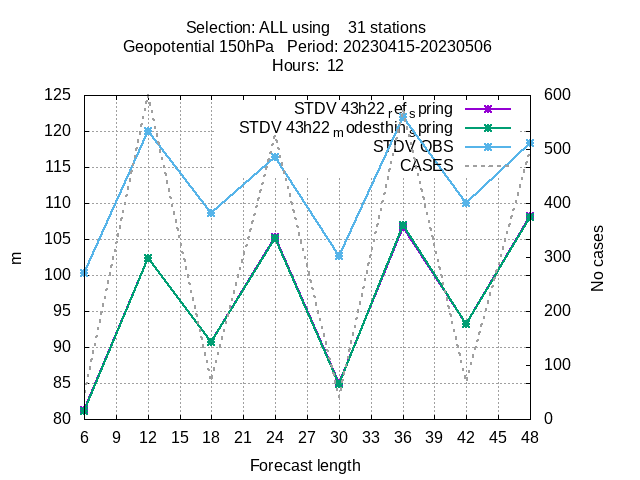 Selection: ALL using    31 stations
Geopotential 150hPa   Period: 20230415-20230506
Hours:  12
STDV 43h22_ref_spring
STDV 43h22_modesthin_spring
STDV OBS
CASES
125
120
115
110
105
100
95
90
85
80
m
600
500
400
300
200
100
0
No cases
6 9 12 15 18 21 24 27 30 33 36 39 42 45 48
Forecast length